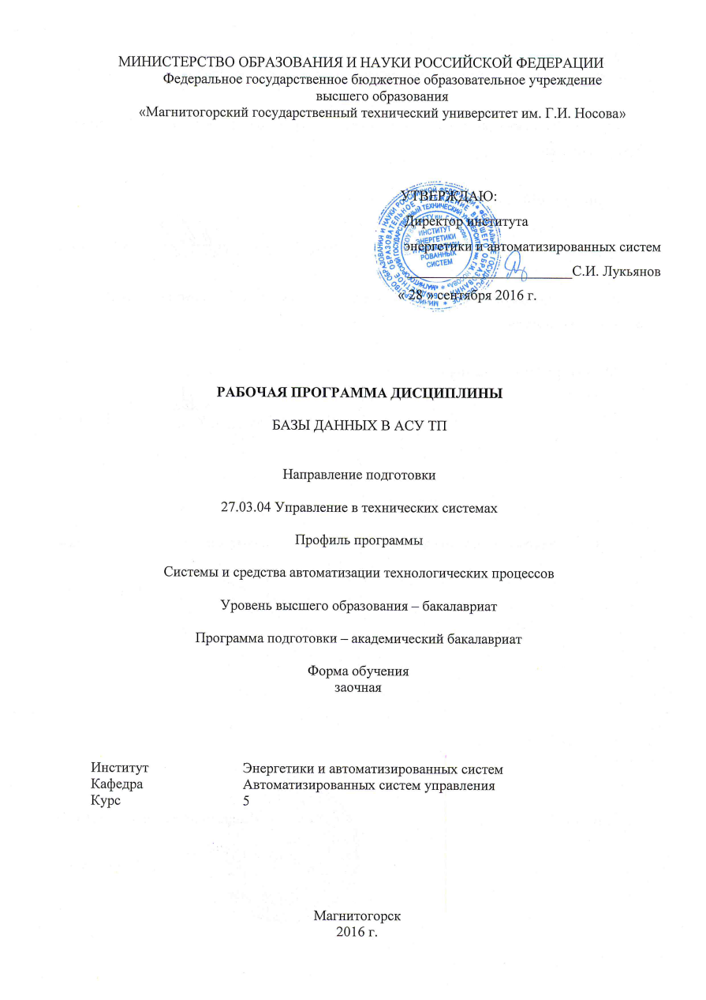 МИНИСТЕРСТВО ОБРАЗОВАНИЯ И НАУКИ РОССИЙСКОЙ ФЕДЕРАЦИИ
Федеральное государственное бюджетное образовательное учреждение
высшего образования
«Магнитогорский государственный технический университет им. Г.И. Носова»
УТВЕРЖДАЮ:
Директор института
энергетики и автоматизированных систем
С.И. Лукьянов
« 28 » сентября 2016 г.
ИНСТИТУТ
ЭНЕРГЕТИКИ
РОВАННЫХ
СИСТЕМ
РАБОЧАЯ ПРОГРАММА ДИСЦИПЛИНЫ
БАЗЫ ДАННЫХ В АСУ ТП
Направление подготовки
27.03.04 Управление в технических системах
Профиль программы
Системы и средства автоматизации технологических процессов
Уровень высшего образования – бакалавриат
Программа подготовки – академический бакалавриат
Форма обучения
заочная
Институт Энергетики и автоматизированных систем
Кафедра Автоматизированных систем управления
Курс 5
Магнитогорск
2016 г.